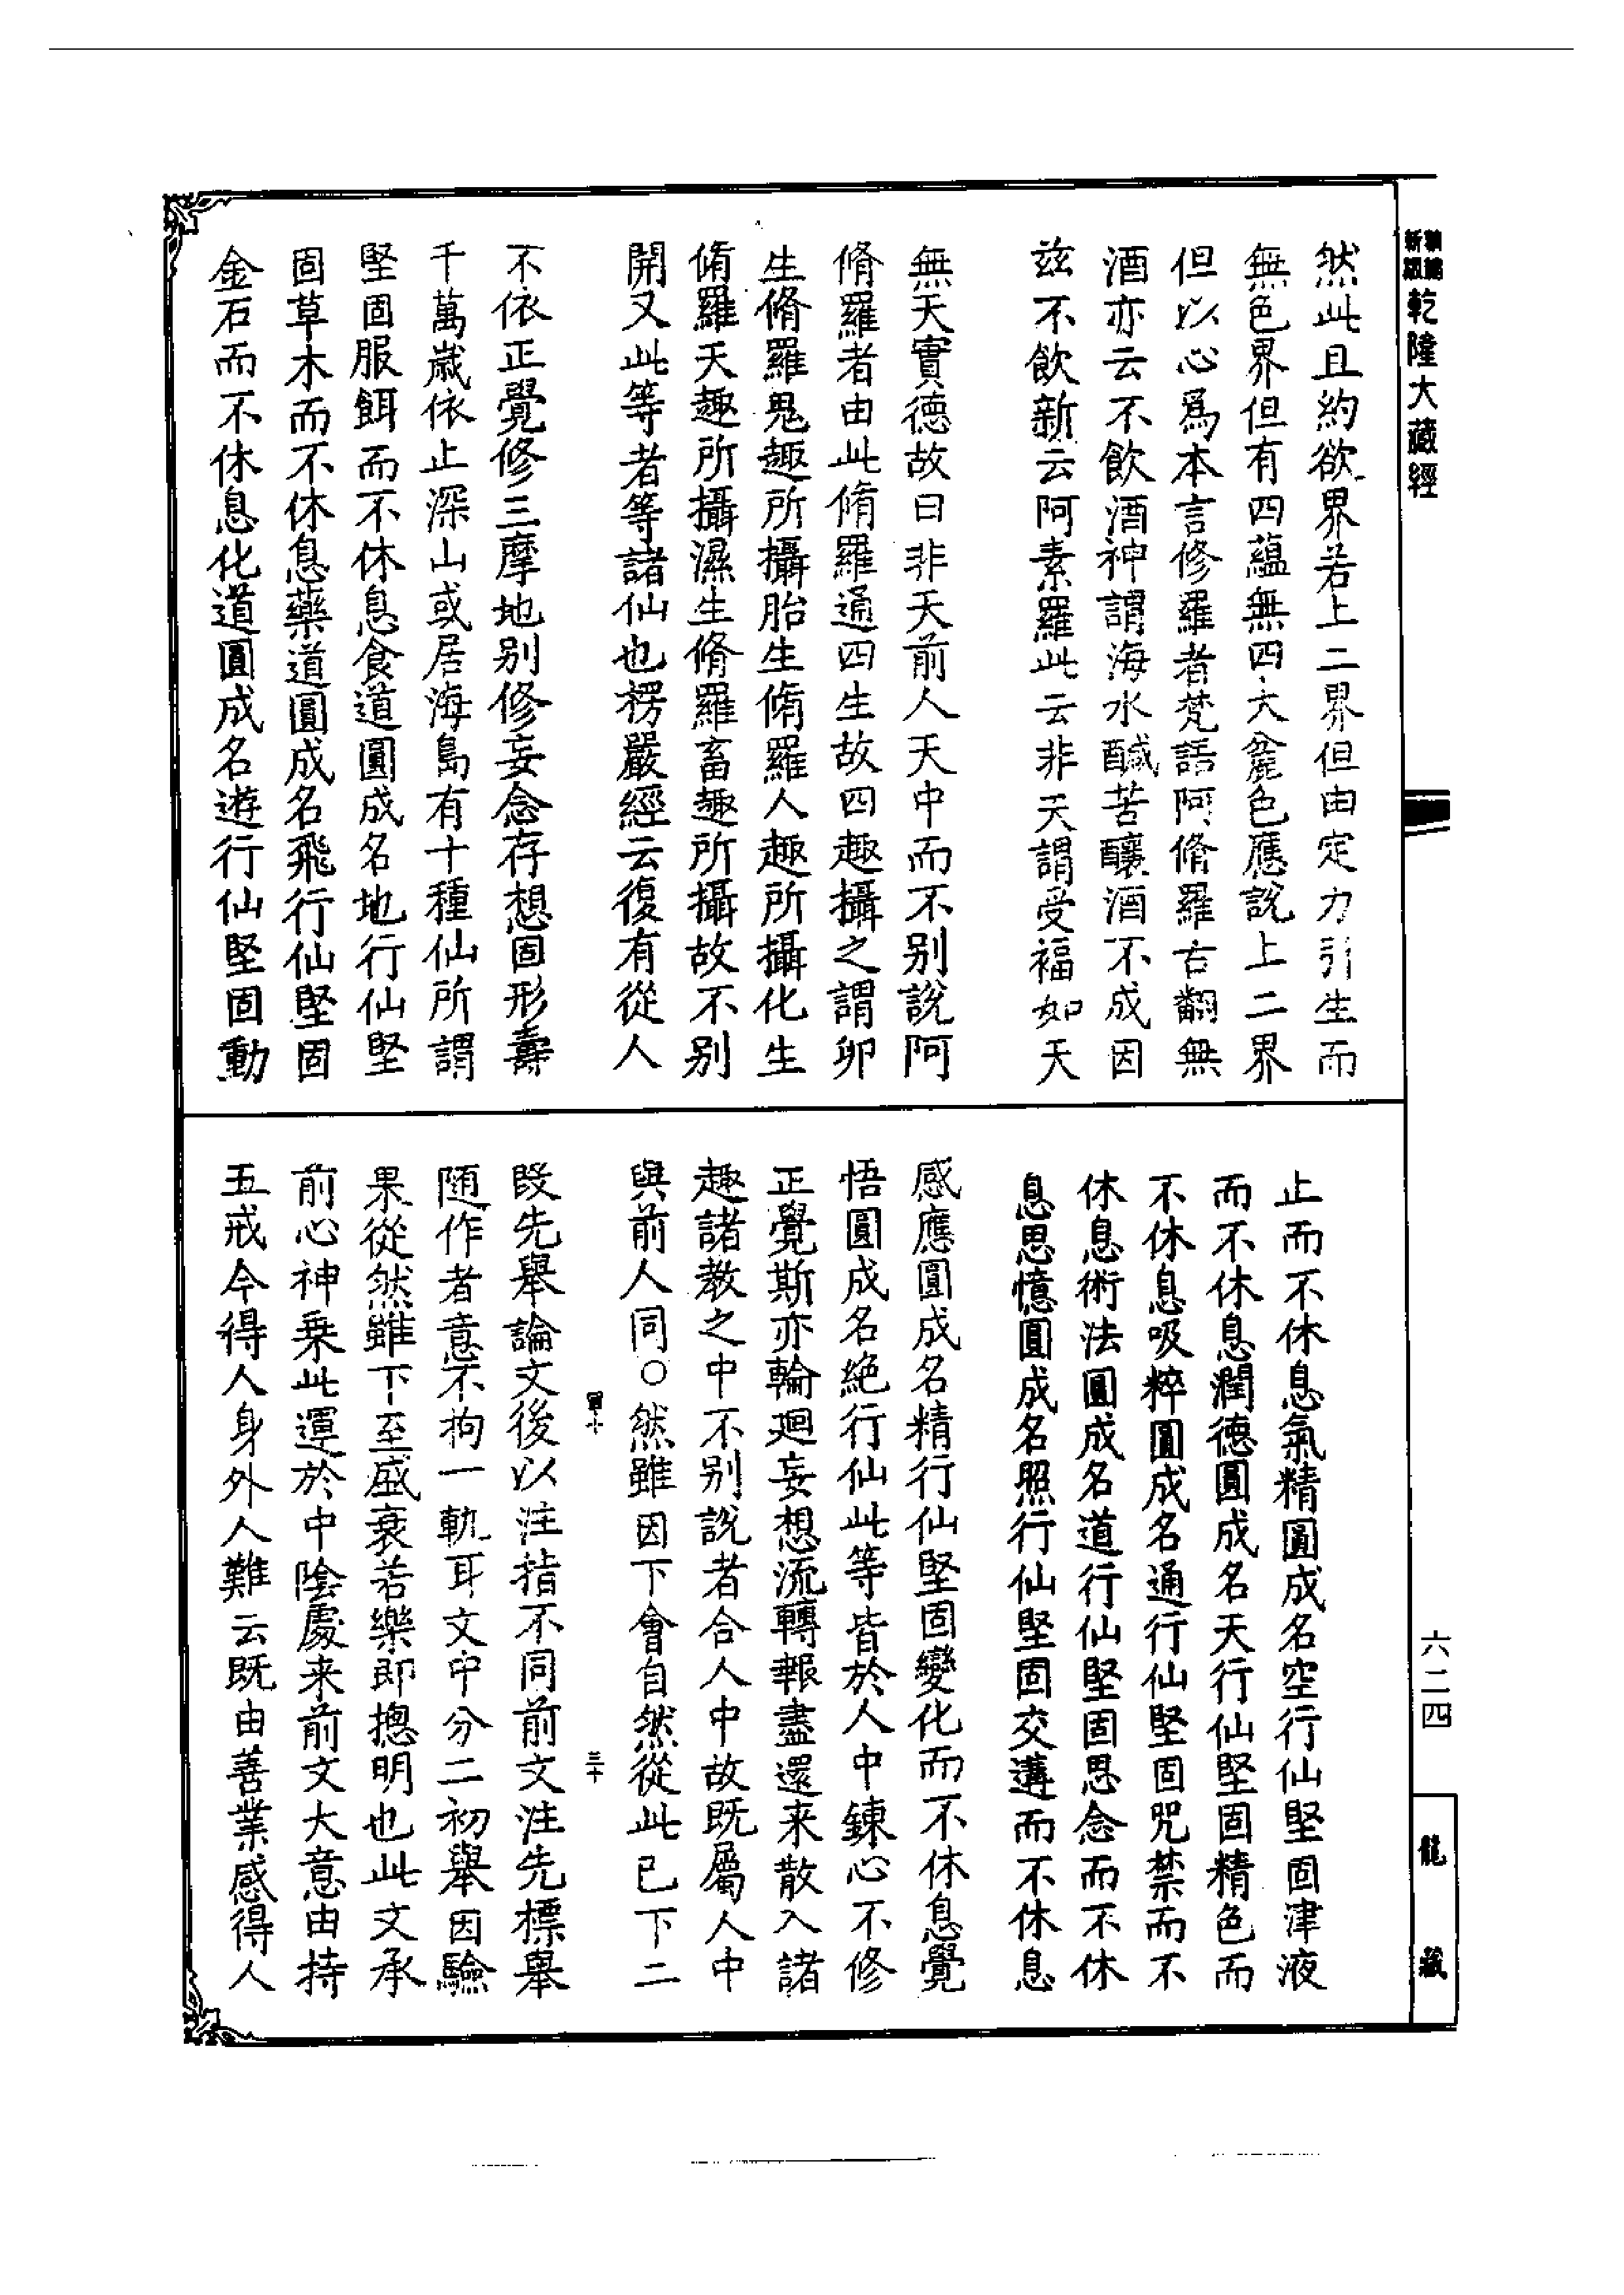 新編
新版
乾隆大藏經
然此且約欲界若上二界但由定力引生而
無色界但有四蘊無四大麄色應說上二界
但以心爲本言修羅者梵語阿脩羅古翻無
酒亦云不飲酒神謂海水醎苦釀酒不成因
兹不飲新云阿素羅此云非天謂受福如天
無天實德故曰非天前人天中而不别說阿
脩羅者由此脩羅通四生故四趣攝之謂卵
生脩羅鬼趣所攝胎生脩羅人趣所攝化生
脩羅天趣所攝濕生脩羅畜趣所攝故不别
開又此等者等諸仙也楞嚴經云復有從人
不依正覺修三摩地别修妄念存想固形壽
千萬歲依止深山或居海島有十種仙所謂
堅固服餌而不休息食道圓成名地行仙堅
固草木而不休息藥道圓成名飛行仙堅固
金石而不休息化道圓成名遊行仙堅固動
止而不休息氣精圓成名空行仙堅固津液
而不休息潤德圓成名天行仙堅固精色而
不休息吸粹圓成名通行仙堅固咒禁而不
休息術法圓成名道行仙堅固思念而不休
息思憶圓成名照行仙堅固交遘而不休息
感應圓成名精行仙堅固變化而不休息覺
悟圓成名絶行仙此等皆於人中鍊心不修
正覺斯亦輪迴妄想流轉報盡還来散入諸
趣諸教之中不别說者合人中故既屬人中
與前人同○然雖因下會自然從此已下二
段先舉論文後以注指不同前文注先標舉
随作者意不拘一軌耳文中分二初舉因驗
果從然雖下至盛衰若樂即摠明也此文承
前心神乗此運於中隂處来前文大意由持
五戒今得人身外人難云既由善業感得人
三十
六二四
龍藏